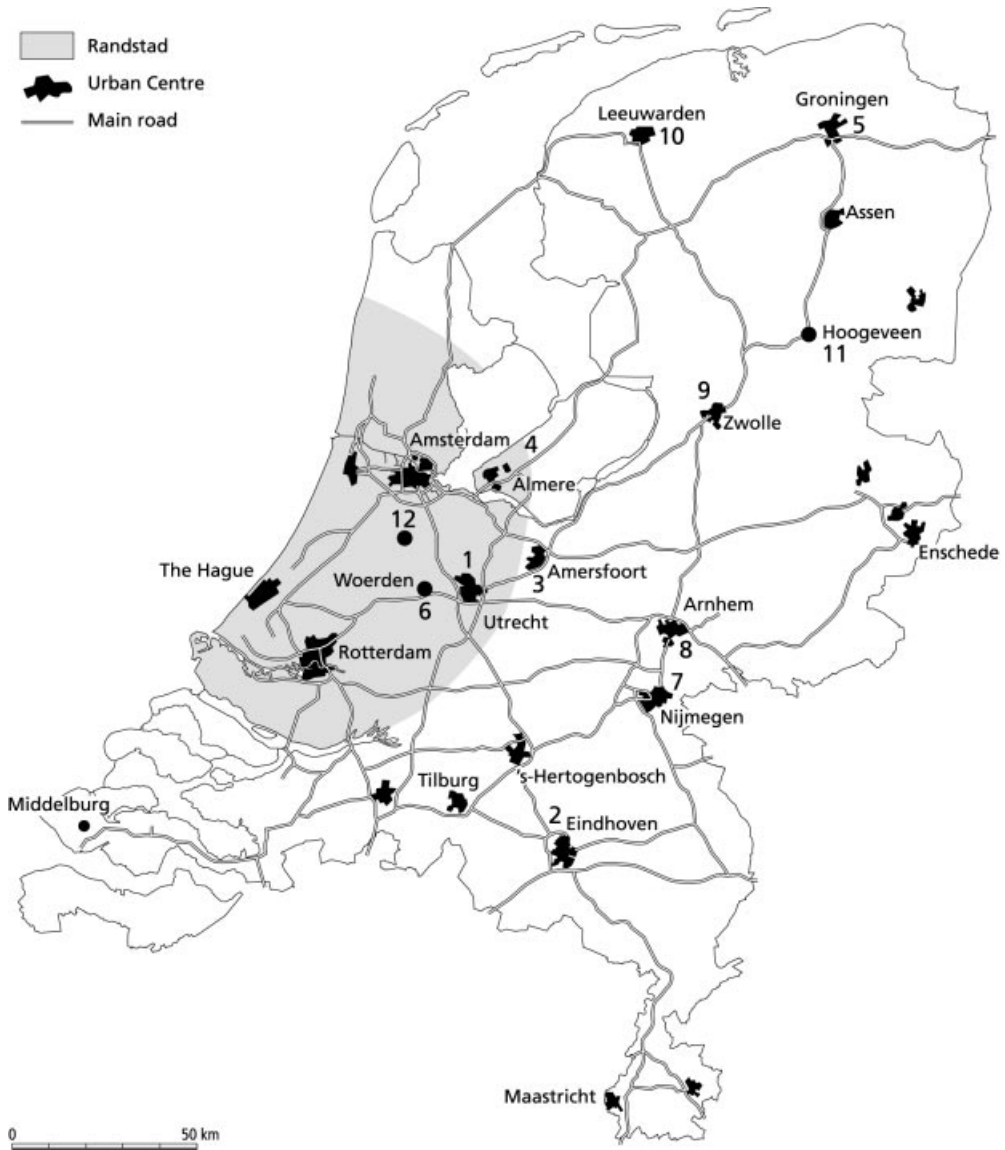 Randstad
Urban Centre
Main road
Leeuwarden
10
Groningen
5
Assen
Hoogeveen
11
9
Zwolle
Amsterdam
4
Almere
12
The Hague
Woerden
6
1
Utrecht
3
Amersfoort
Enschede
Arnhem
8
Rotterdam
7
Nijmegen
's-Hertogenbosch
Tilburg
Middelburg
2
Eindhoven
Maastricht
0
50 km